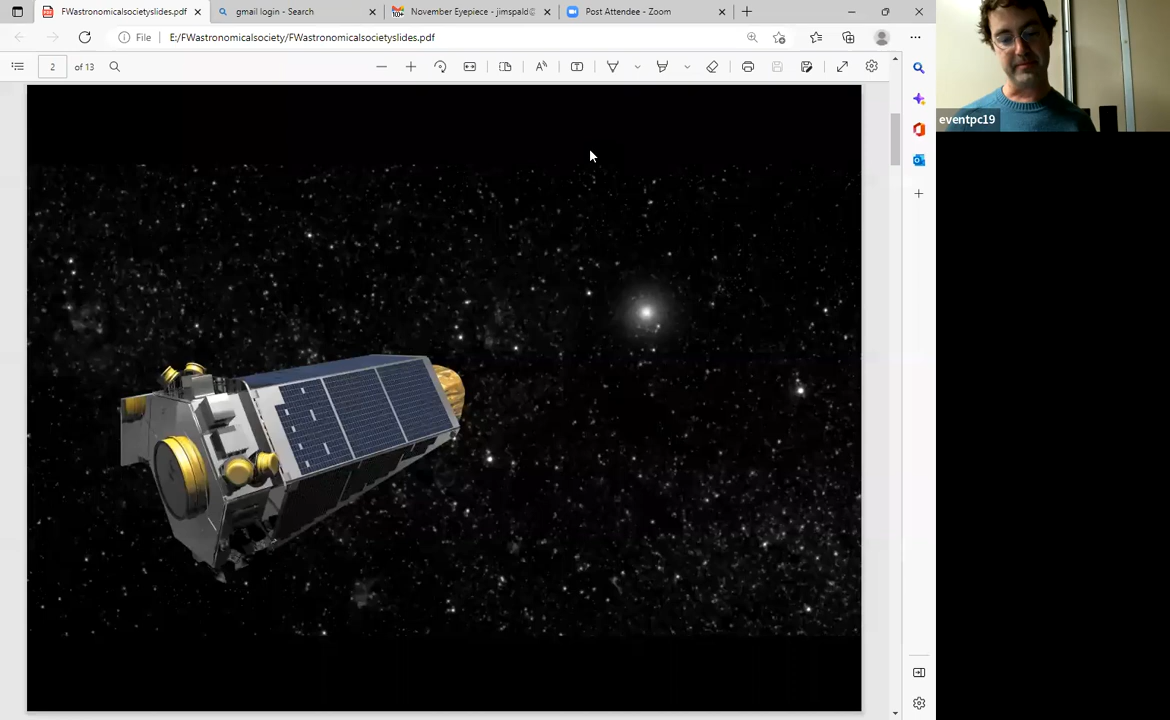 FWastronomicalsocietyslides.pdf
gmail login - Search
November Eyepiece - jimspald@
Post Attendee - Zoom
File
E:/FWastronomicalsociety/FWastronomicalsocietyslides.pdf
2 of 13
eventpc19